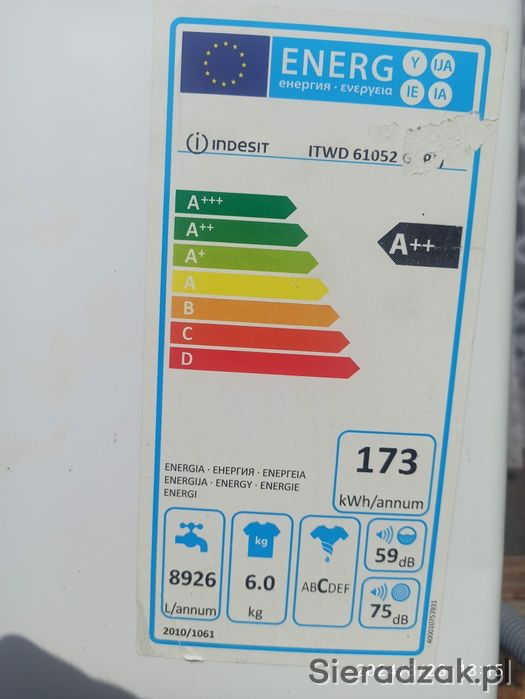 ENERG
Y IJA
IE IA
енергия · ενεργεια
INDESIT
ITWD 61052
A+++
A++
A+
A
B
C
D
A++
ENERGIA · ЕНЕРГИЯ · ΕΝΕΡΓΕΙΑ
ENERGIJA · ENERGY · ENERGIE
ENERGI
173
kWh/annum
8926
L/annum
kg
6.0
kg
ABCDEF
59dB
75dB
2010/1061
Sieradzak.pl